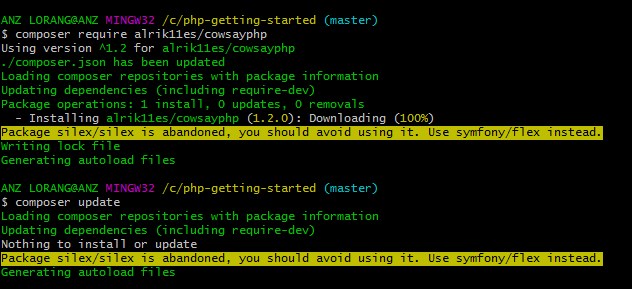 ANZ LORANG@ANZ MINGW32 /c/php-getting-started (master)
$ composer require alrik11es/cowsayphp
Using version ^1.2 for alrik11es/cowsayphp
./composer.json has been updated
Loading composer repositories with package information
Updating dependencies (including require-dev)
Package operations: 1 install, 0 updates, 0 removals
  - Installing alrik11es/cowsayphp (1.2.0): Downloading (100%)
Package silex/silex is abandoned, you should avoid using it. Use symfony/flex instead.
Writing lock file
Generating autoload files
ANZ LORANG@ANZ MINGW32 /c/php-getting-started (master)
$ composer update
Loading composer repositories with package information
Updating dependencies (including require-dev)
Nothing to install or update
Package silex/silex is abandoned, you should avoid using it. Use symfony/flex instead.
Generating autoload files